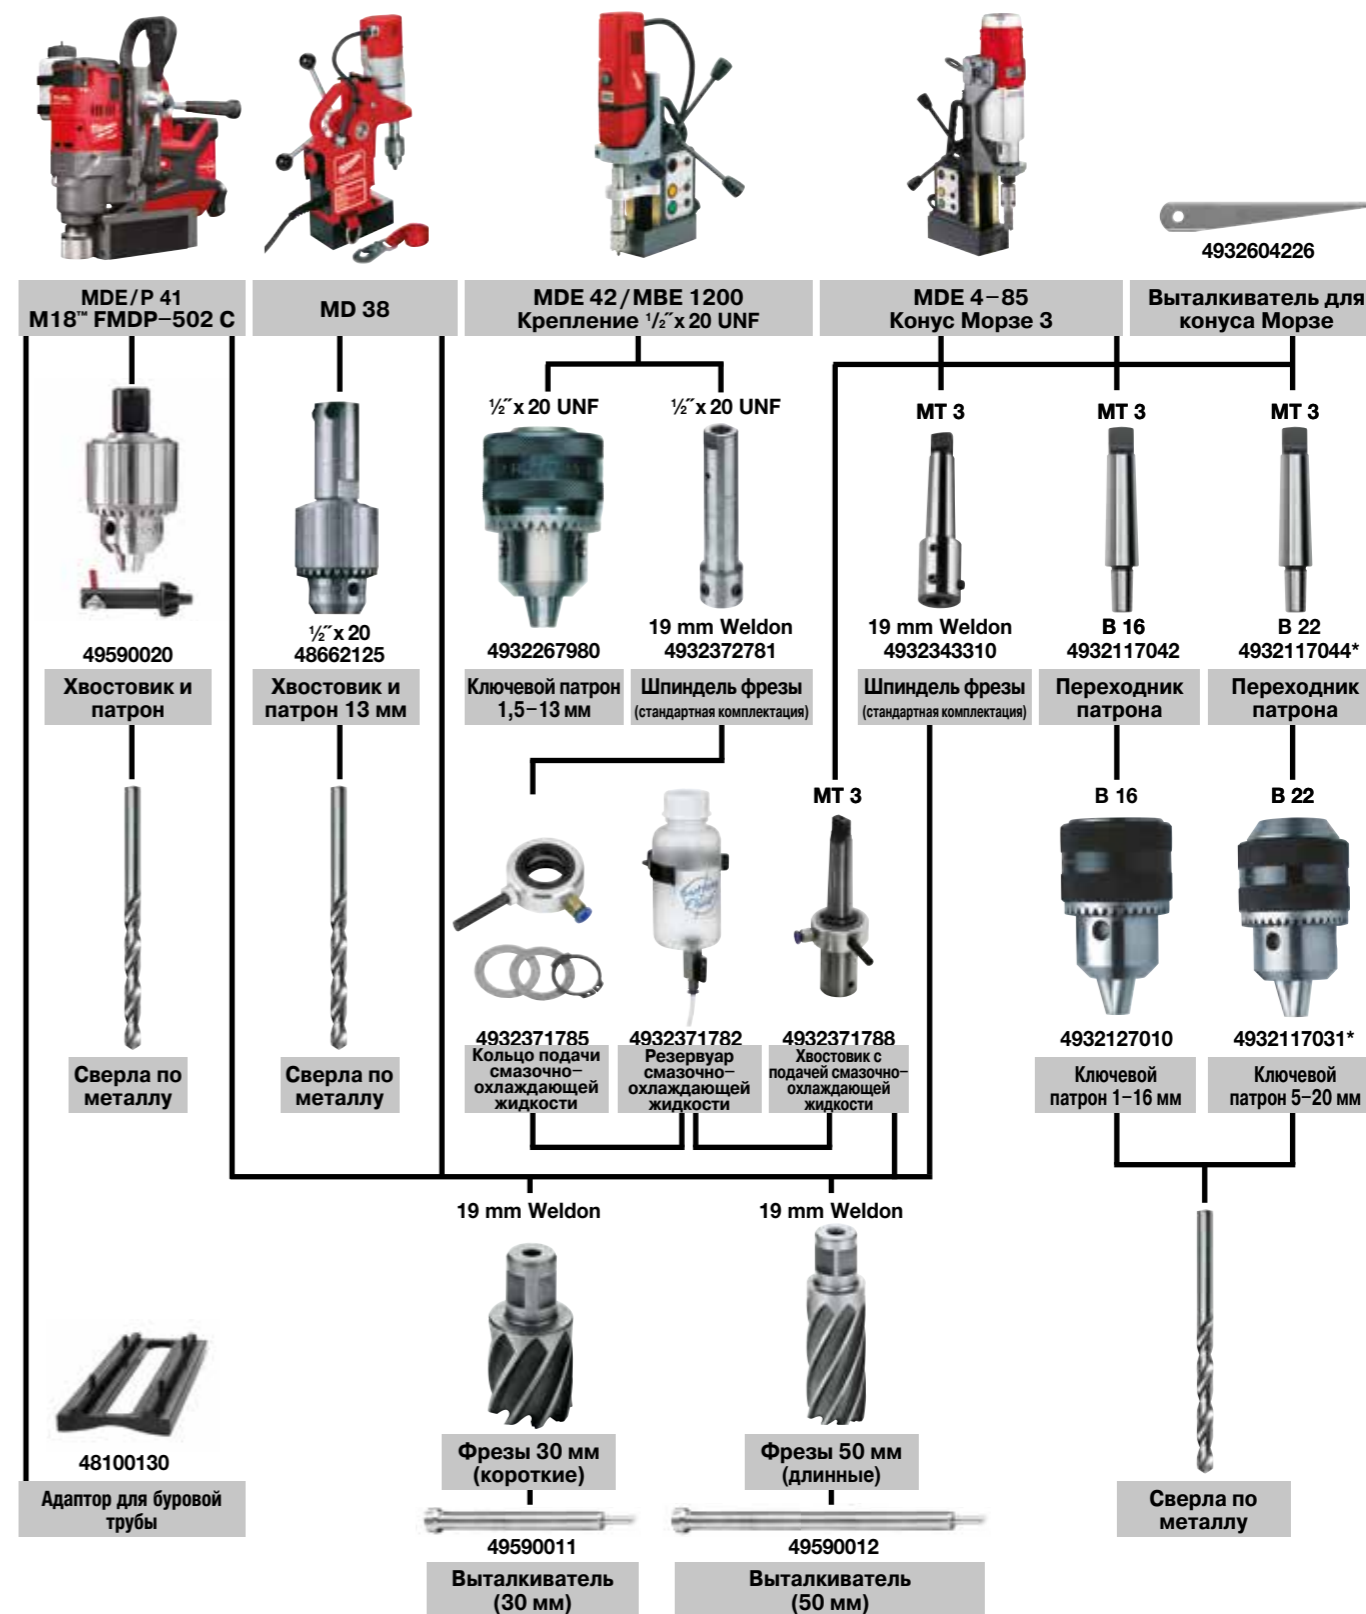 4932604226
MDE/P 41
M18™ FMDP–502 C
MD 38
MDE 42/MBE 1200
Крепление ½″x 20 UNF
MDE 4–85
Конус Морзе 3
Выталкиватель для
конуса Морзе
½″x 20 UNF
½″x 20 UNF
MT 3
MT 3
MT 3
49590020
½″x 20
48662125
4932267980
19 mm Weldon
4932372781
19 mm Weldon
4932343310
B 16
4932117042
B 22
4932117044*
Хвостовик и
патрон
Хвостовик и
патрон 13 мм
Ключевой патрон
1,5–13 мм
Шпиндель фрезы
(стандартная комплектация)
Шпиндель фрезы
(стандартная комплектация)
Переходник
патрона
Переходник
патрона
MT 3
B 16
B 22
4932371785
4932371782
4932371788
4932127010
4932117031*
Сверла по
металлу
Сверла по
металлу
Кольцо подачи
смазочно–
охлаждающей
жидкости
Резервуар
смазочно–
охлаждающей
жидкости
Хвостовик с
подачей смазочно–
охлаждающей
жидкости
Ключевой
патрон 1–16 мм
Ключевой
патрон 5–20 мм
19 mm Weldon
19 mm Weldon
48100130
Адаптор для буровой
трубы
Фрезы 30 мм
(короткие)
Фрезы 50 мм
(длинные)
Сверла по
металлу
49590011
49590012
Выталкиватель
(30 мм)
Выталкиватель
(50 мм)